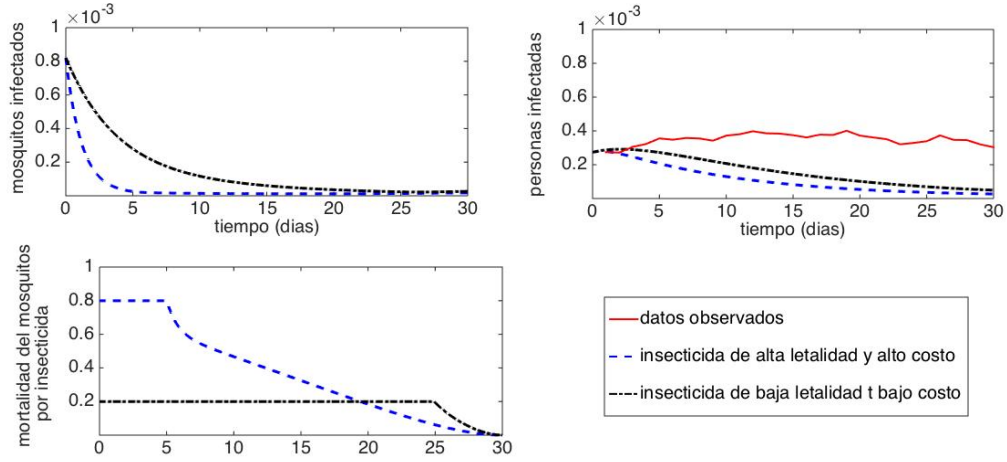 1 ×10-3
0.8
0.6
0.4
0.2
mosquitos infectados
0 5 10 15 20 25 30
tiempo (dias)
1 ×10-3
0.8
0.6
0.4
0.2
personas infectadas
0 5 10 15 20 25 30
tiempo (dias)
1
0.8
0.6
0.4
0.2
mortalidad del mosquitos
por insecticida
0 5 10 15 20 25 30
datos observados
insecticida de alta letalidad y alto costo
insecticida de baja letalidad t bajo costo